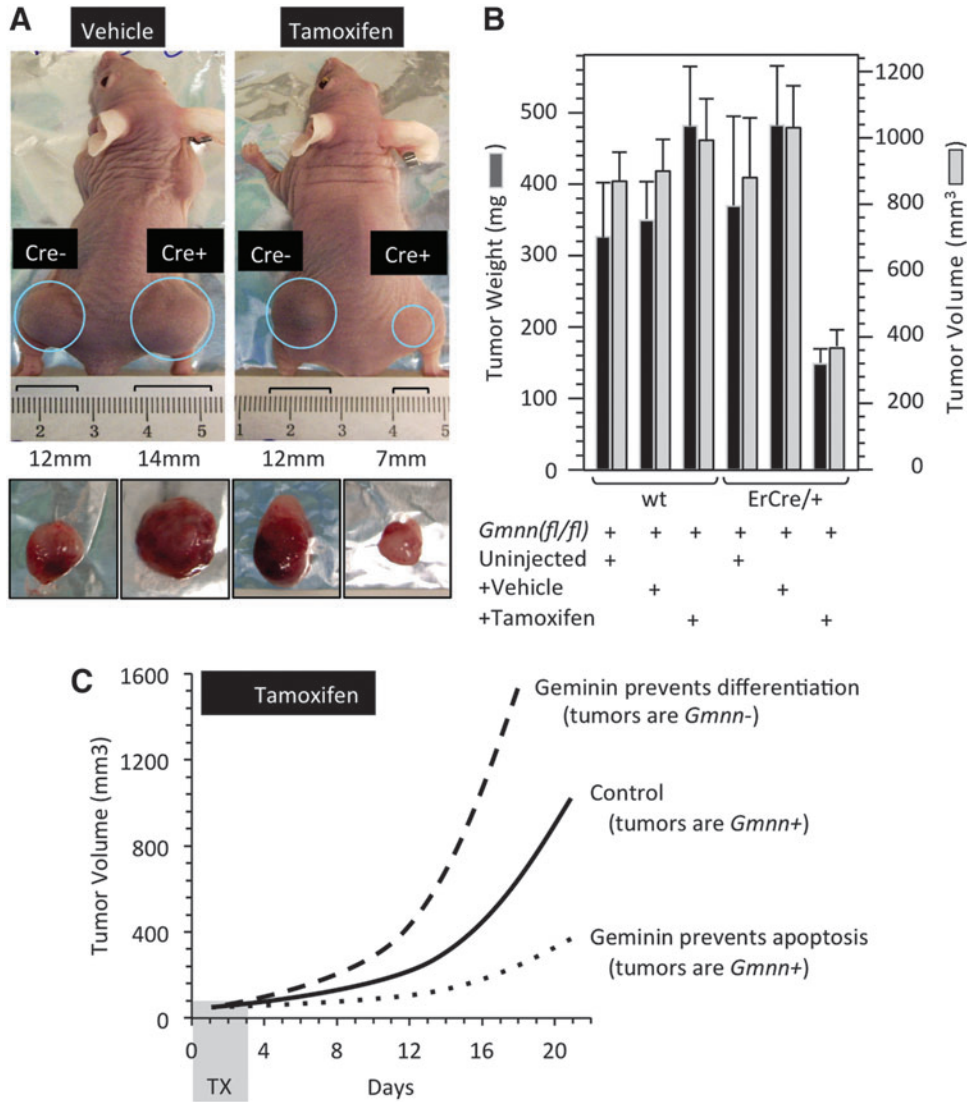 A
Vehicle
Tamoxifen
Cre-
Cre+
Cre-
Cre+
2 3 4 5
1 2 3 4 5
12mm 14mm 12mm 7mm
B
500
400
300
200
100
0
Tumor Weight (mg
1200
1000
800
600
400
200
0
Tumor Volume (mm³
wt
ErCre/+
Gmnn(fl/fl) + + + + + +
Uninjected + +
+Vehicle + +
+Tamoxifen + +
C
Tamoxifen
1600
1200
800
400
0
Tumor Volume (mm3)
0 4 8 12 16 20
TX
Days
Geminin prevents differentiation
(tumors are Gmnn-)
Control
(tumors are Gmnn+)
Geminin prevents apoptosis
(tumors are Gmnn+)